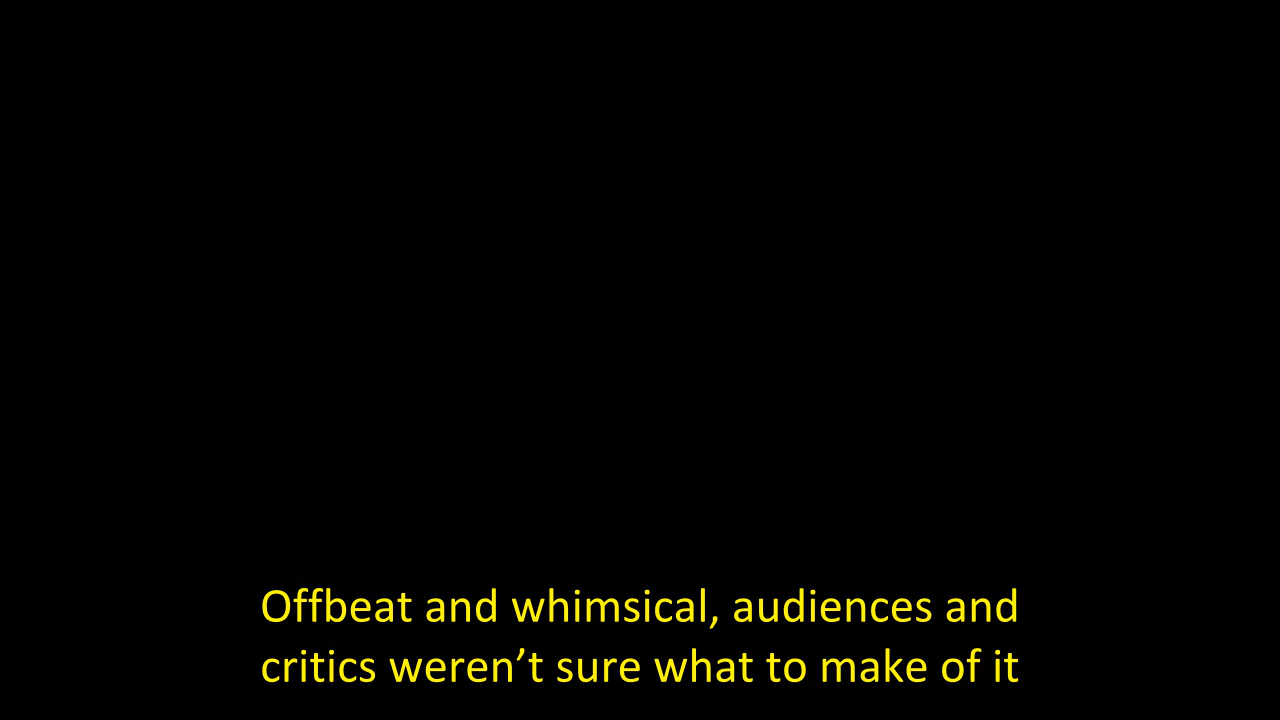 Offbeat and whimsical, audiences and
critics weren’t sure what to make of it